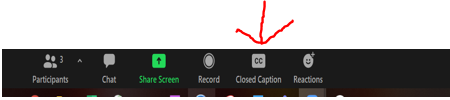 3
CC
Participants Chat Share Screen Record Closed Caption Reactions